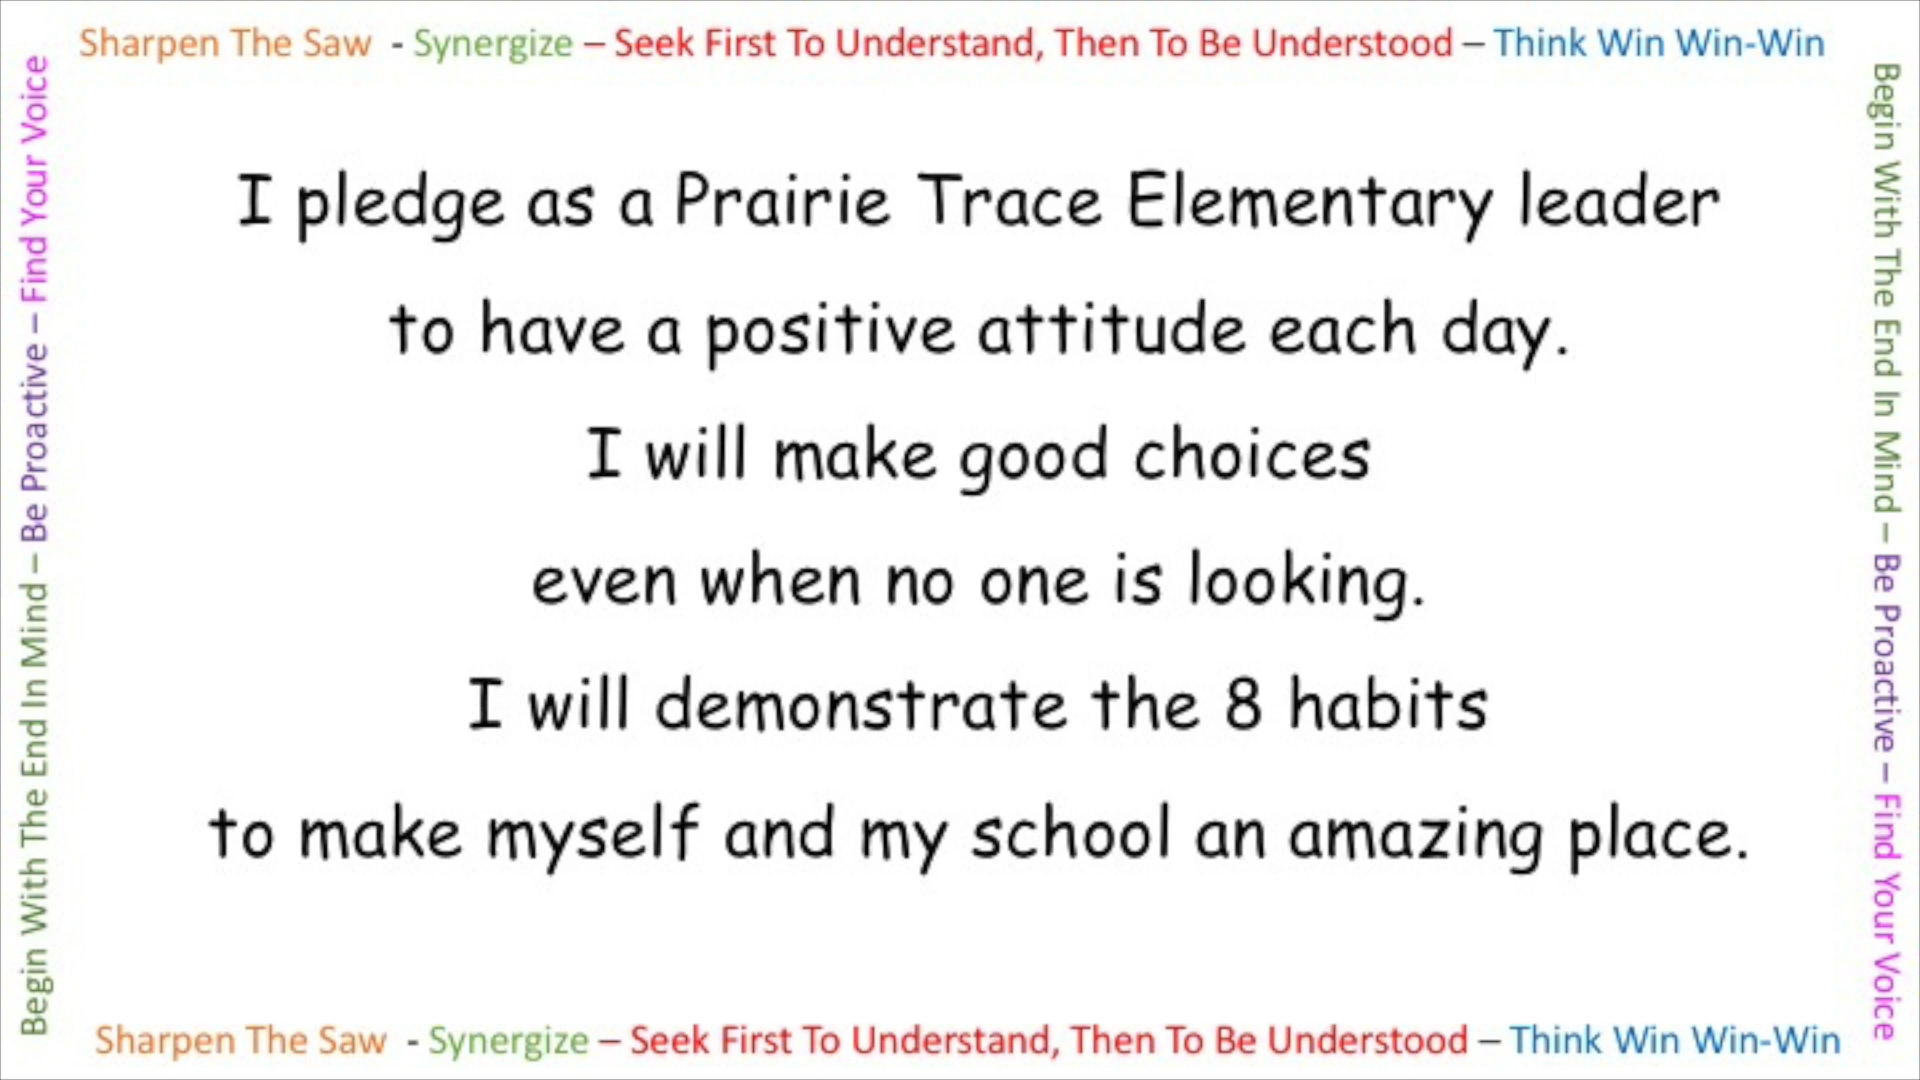 Sharpen The Saw - Synergize – Seek First To Understand, Then To Be Understood – Think Win Win-Win
Begin With The End In Mind – Be Proactive – Find Your Voice
I pledge as a Prairie Trace Elementary leader
to have a positive attitude each day.
I will make good choices
even when no one is looking.
I will demonstrate the 8 habits
to make myself and my school an amazing place.
Begin With The End In Mind – Be Proactive – Find Your Voice
Sharpen The Saw - Synergize – Seek First To Understand, Then To Be Understood – Think Win Win-Win